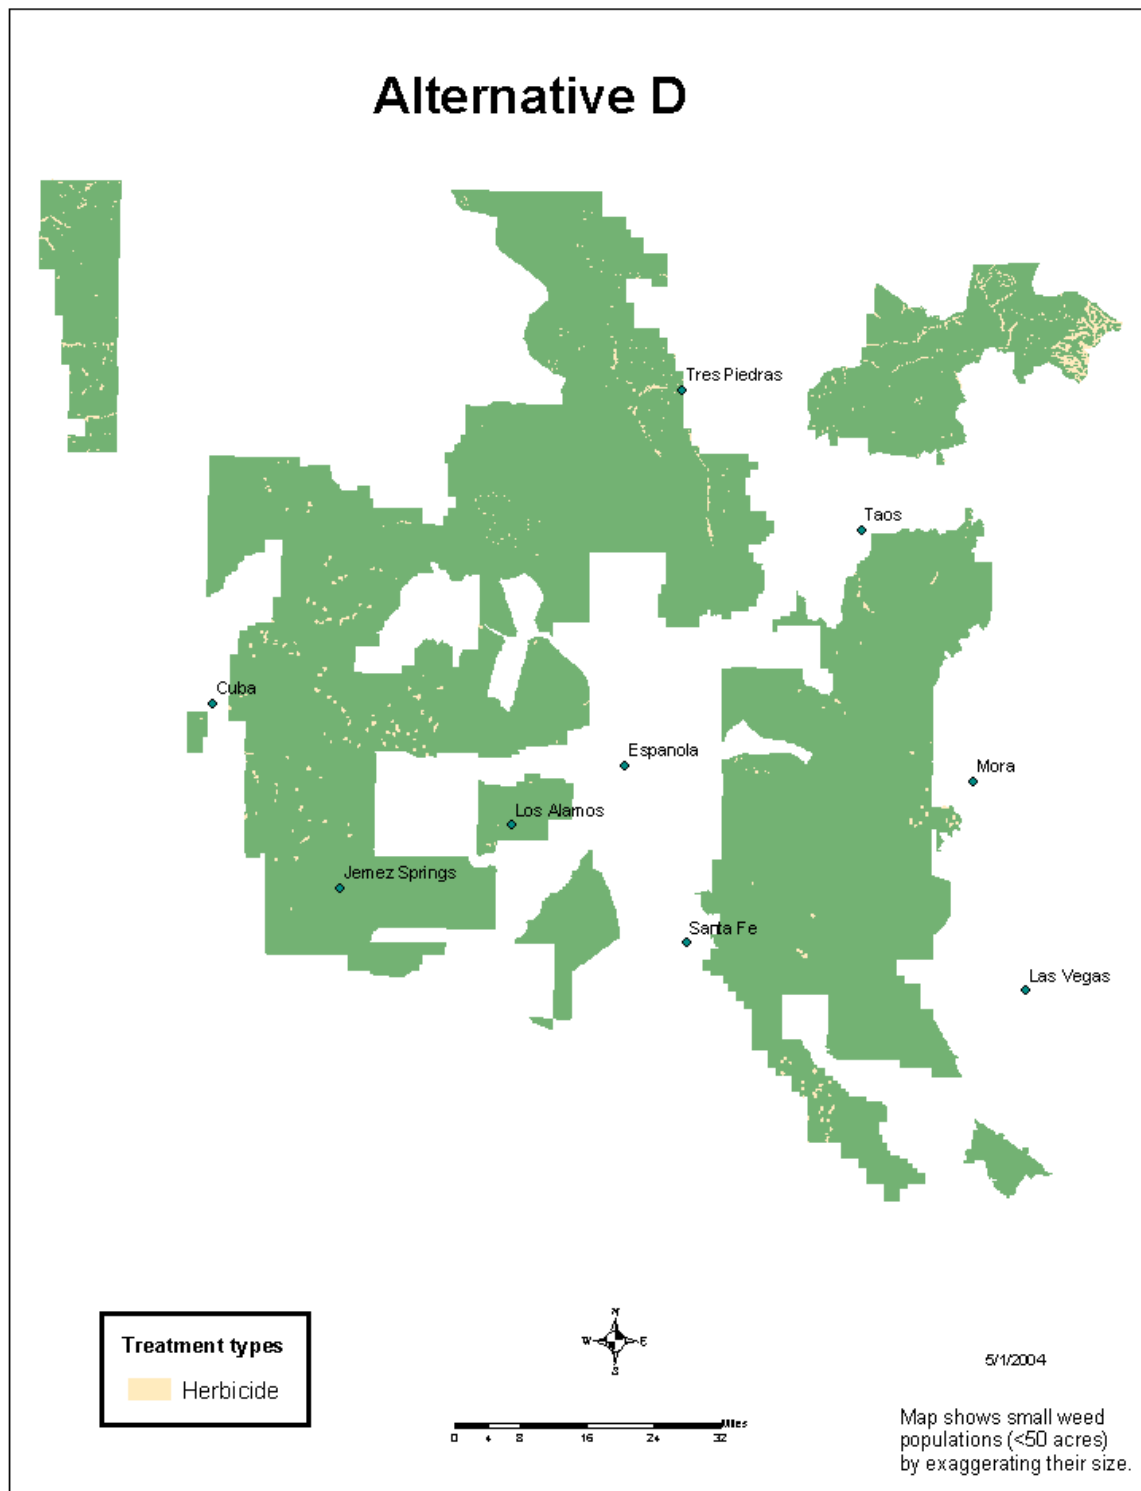 Alternative D
Tres Piedras
Taos
Cuba
Espanola
Mora
Los Alamos
Jemez Springs
Santa Fe
Las Vegas
Treatment types
Herbicide
N
W E
S
5/1/2004
Miles
0 4 8 16 24 32
Map shows small weed
populations (<50 acres)
by exaggerating their size.